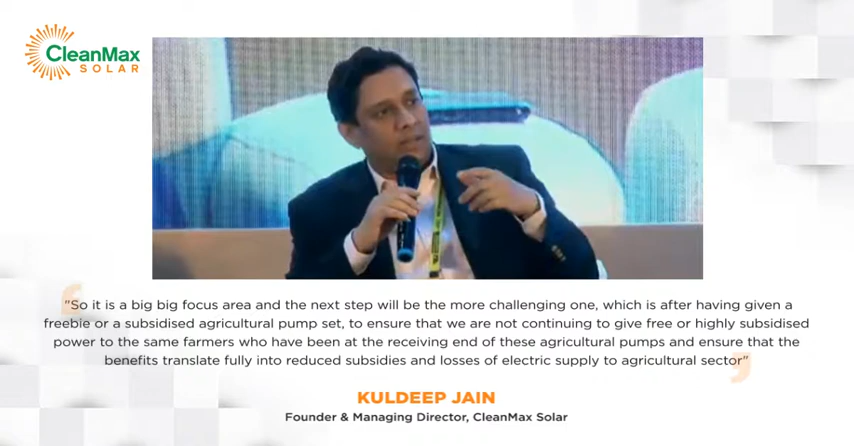 CleanMax
SOLAR
"So it is a big big focus area and the next step will be the more challenging one, which is after having given a
freebie or a subsidised agricultural pump set, to ensure that we are not continuing to give free or highly subsidised
power to the same farmers who have been at the receiving end of these agricultural pumps and ensure that the
benefits translate fully into reduced subsidies and losses of electric supply to agricultural sector"
KULDEEP JAIN
Founder & Managing Director, CleanMax Solar